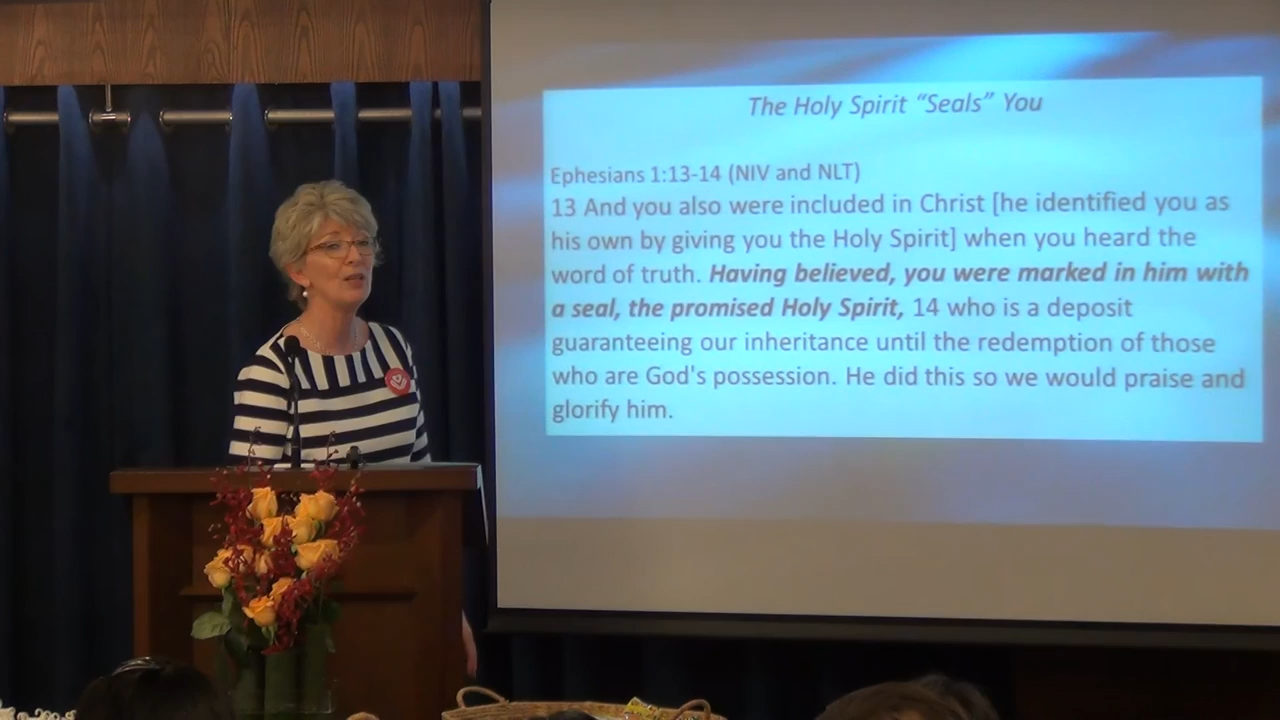 The Holy Spirit “Seals” You
Ephesians 1:13-14 (NIV and NLT)
13 And you also were included in Christ [he identified you as
his own by giving you the Holy Spirit] when you heard the
word of truth. Having believed, you were marked in him with
a seal, the promised Holy Spirit, 14 who is a deposit
guaranteeing our inheritance until the redemption of those
who are God's possession. He did this so we would praise and
glorify him.